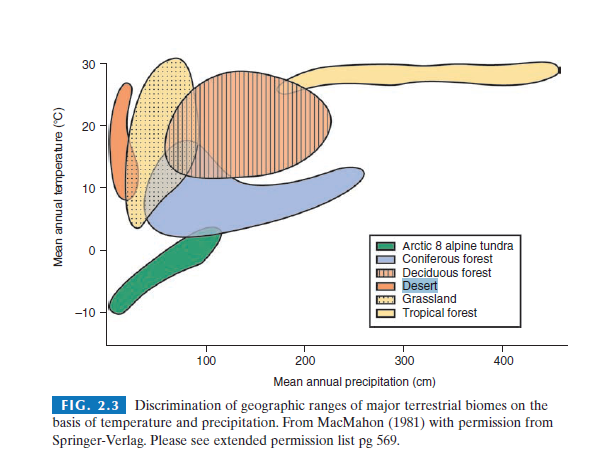 30
20
10
0
−10
Mean annual temperature (°C)
100
200
300
400
Mean annual precipitation (cm)
Arctic 8 alpine tundra
Coniferous forest
Deciduous forest
Desert
Grassland
Tropical forest
FIG. 2.3 Discrimination of geographic ranges of major terrestrial biomes on the
basis of temperature and precipitation. From MacMahon (1981) with permission from
Springer-Verlag. Please see extended permission list pg 569.